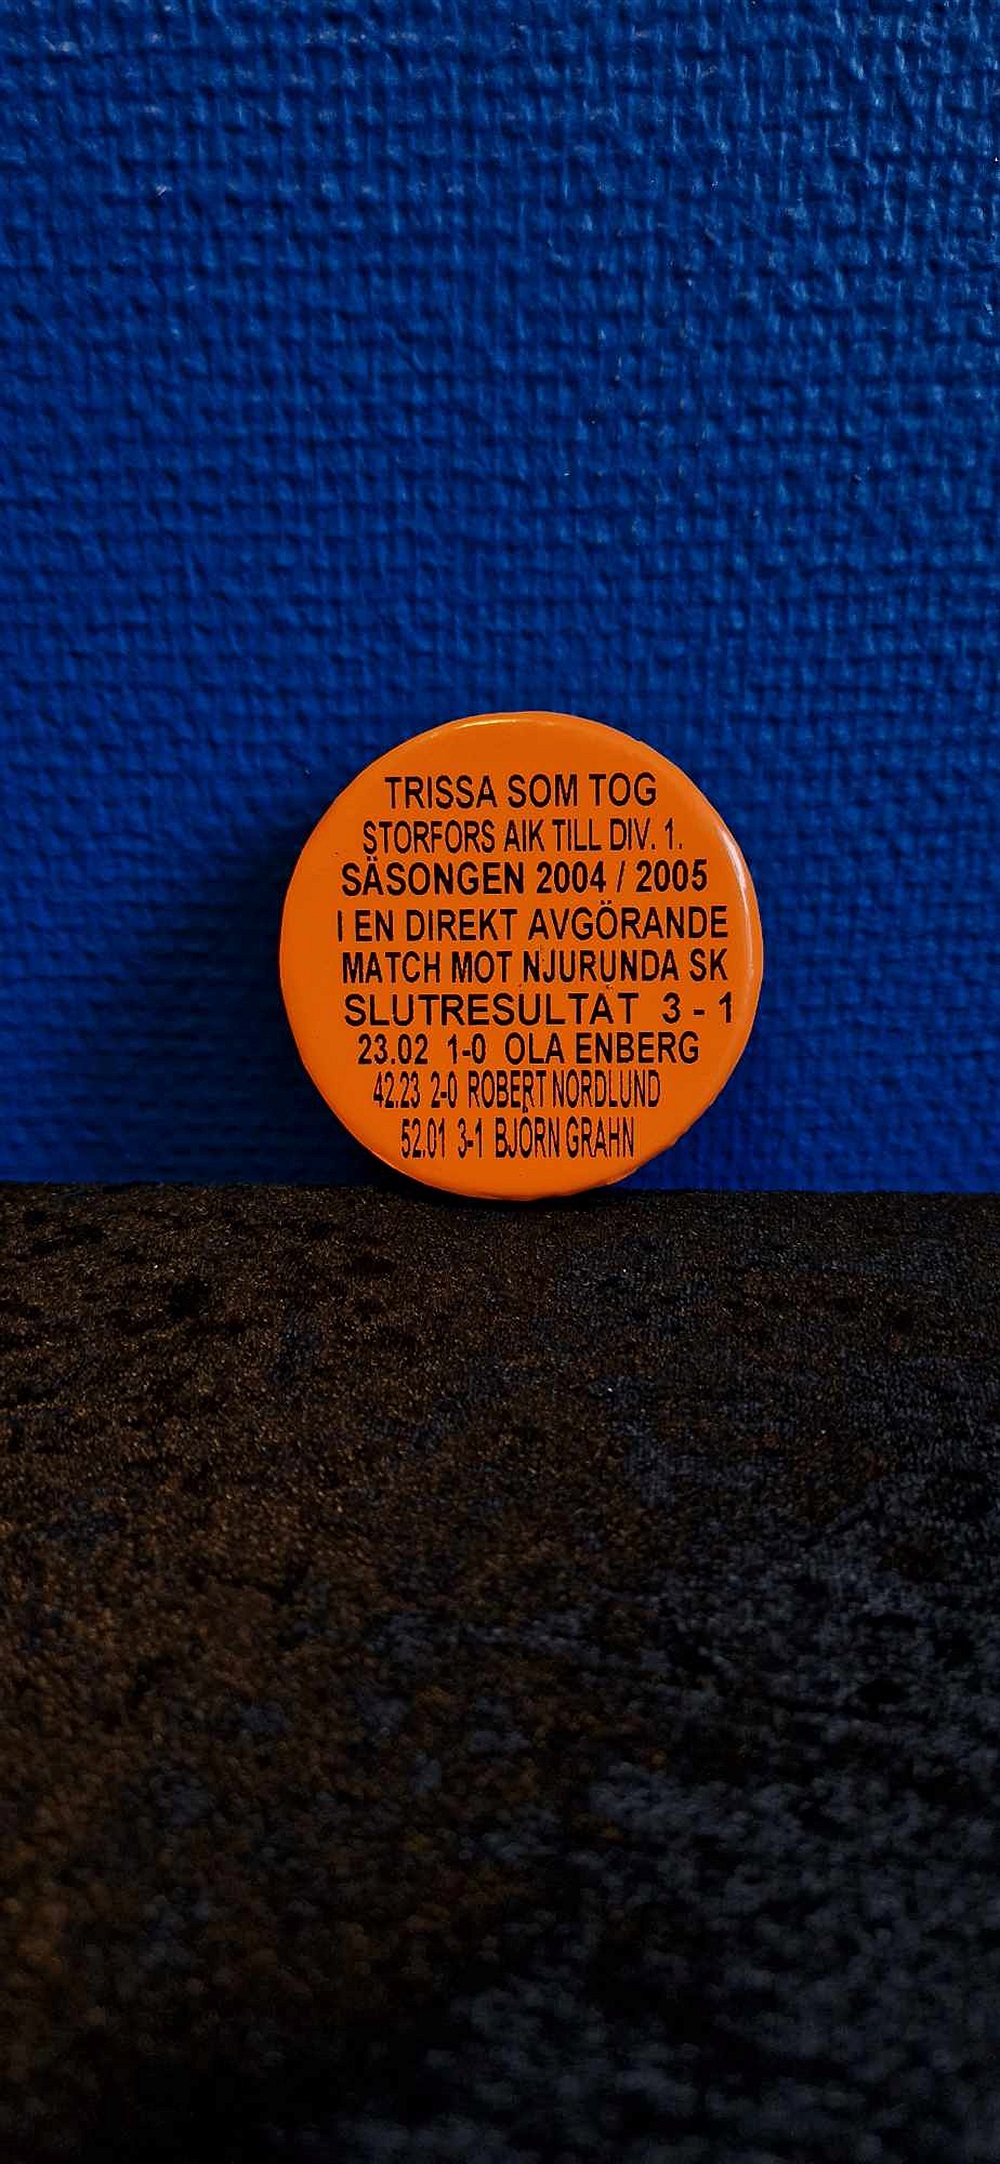 TRISSA SOM TOG
STORFORS AIK TILL DIV. 1.
SÄSONGEN 2004 / 2005
I EN DIREKT AVGÖRANDE
MATCH MOT NJURUNDA SK
SLUTRESULTAT 3 - 1
23.02 1-0 OLA ENBERG
42.23 2-0 ROBERT NORDLUND
52.01 3-1 BJÖRN GRAHN